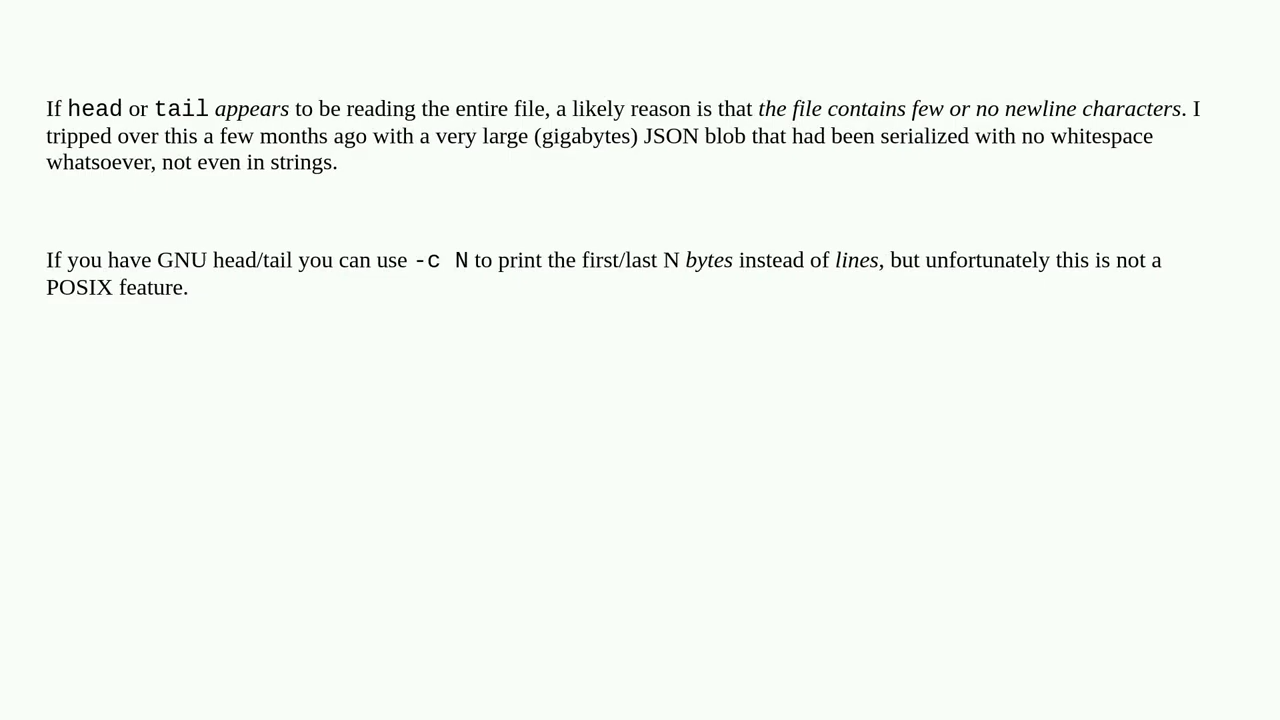 If head or tail appears to be reading the entire file, a likely reason is that the file contains few or no newline characters. I
tripped over this a few months ago with a very large (gigabytes) JSON blob that had been serialized with no whitespace
whatsoever, not even in strings.
If you have GNU head/tail you can use -c N to print the first/last N bytes instead of lines, but unfortunately this is not a
POSIX feature.